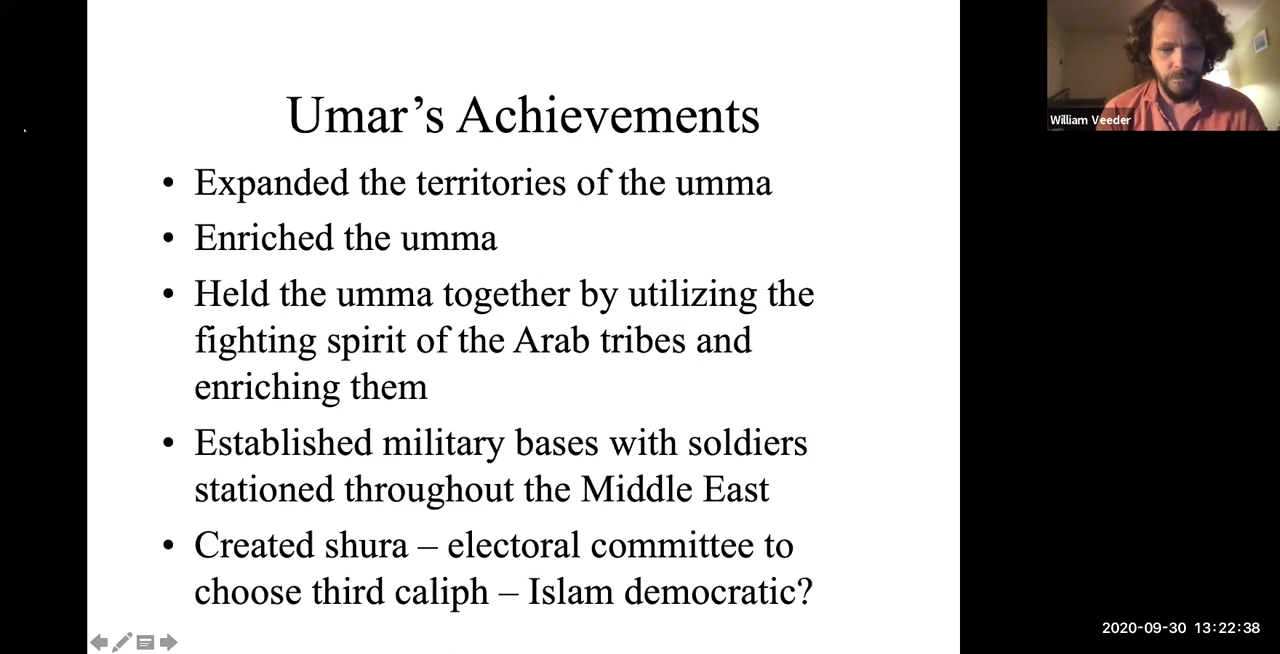 Umar’s Achievements
• Expanded the territories of the umma
• Enriched the umma
• Held the umma together by utilizing the
fighting spirit of the Arab tribes and
enriching them
• Established military bases with soldiers
stationed throughout the Middle East
• Created shura – electoral committee to
choose third caliph – Islam democratic?
William Veeder
2020-09-30 13:22:38